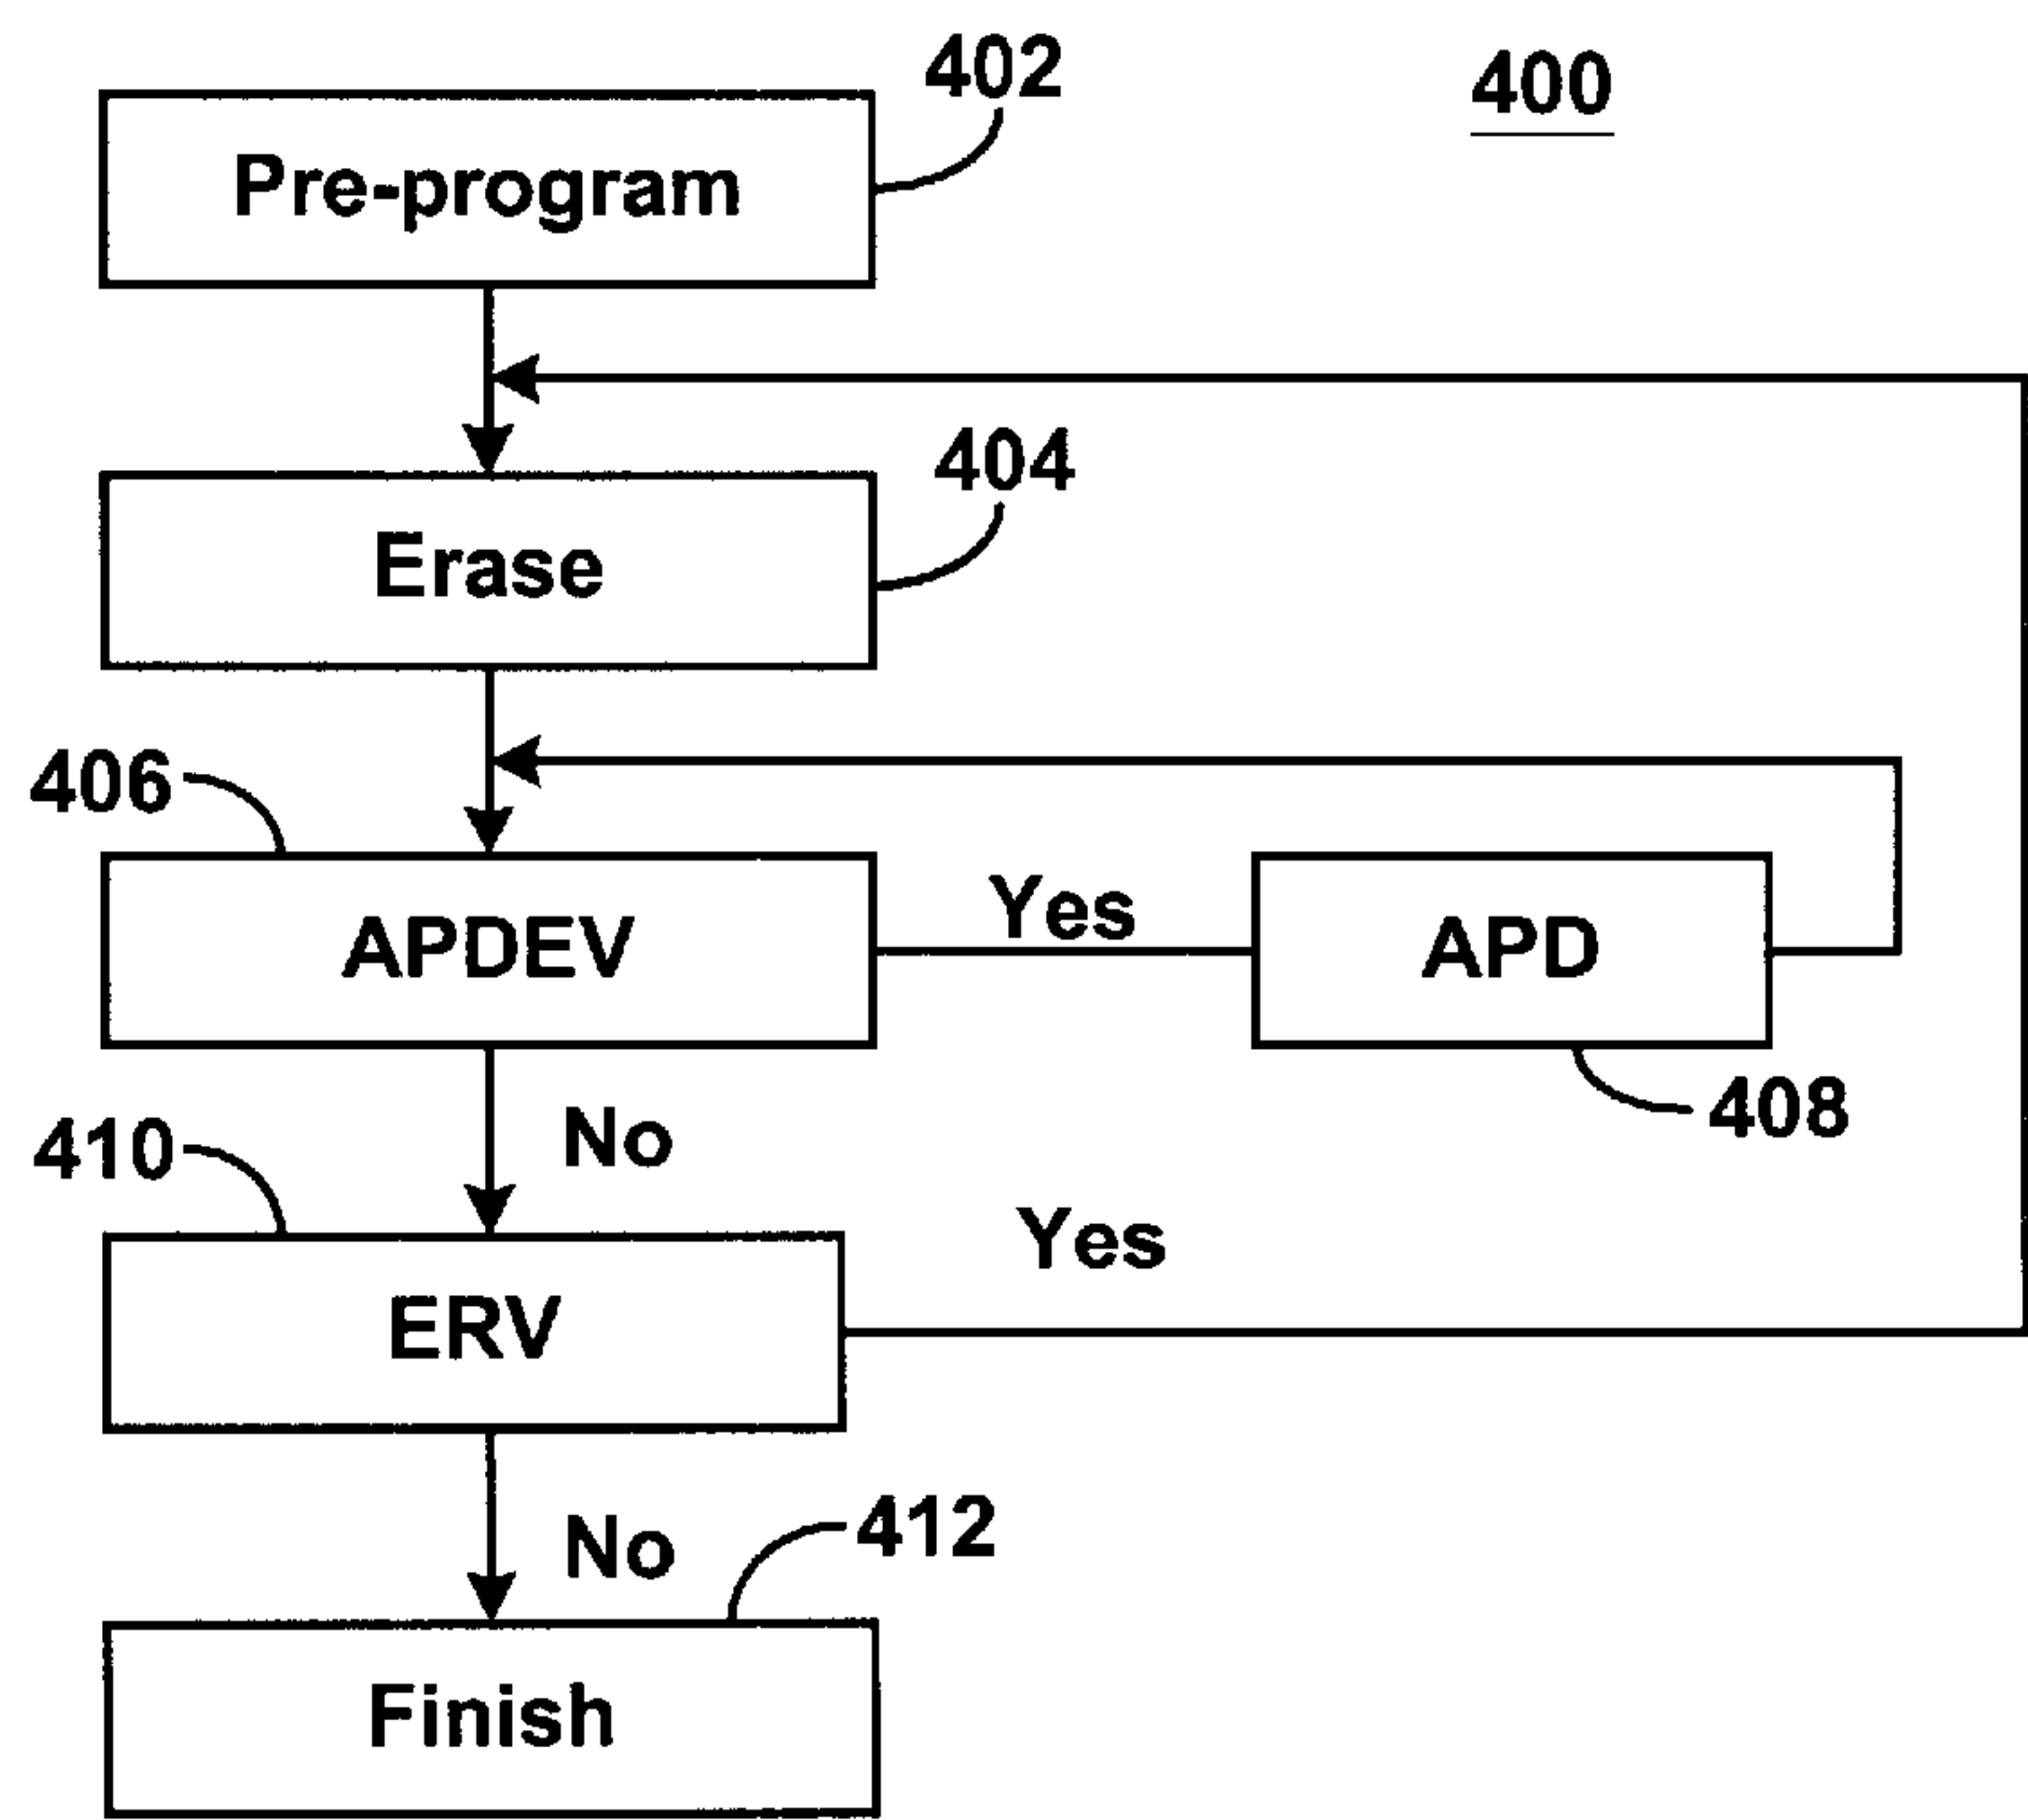 402
400
Pre-program
404
Erase
406
APDEV
Yes
APD
408
410
No
Yes
ERV
412
No
Finish